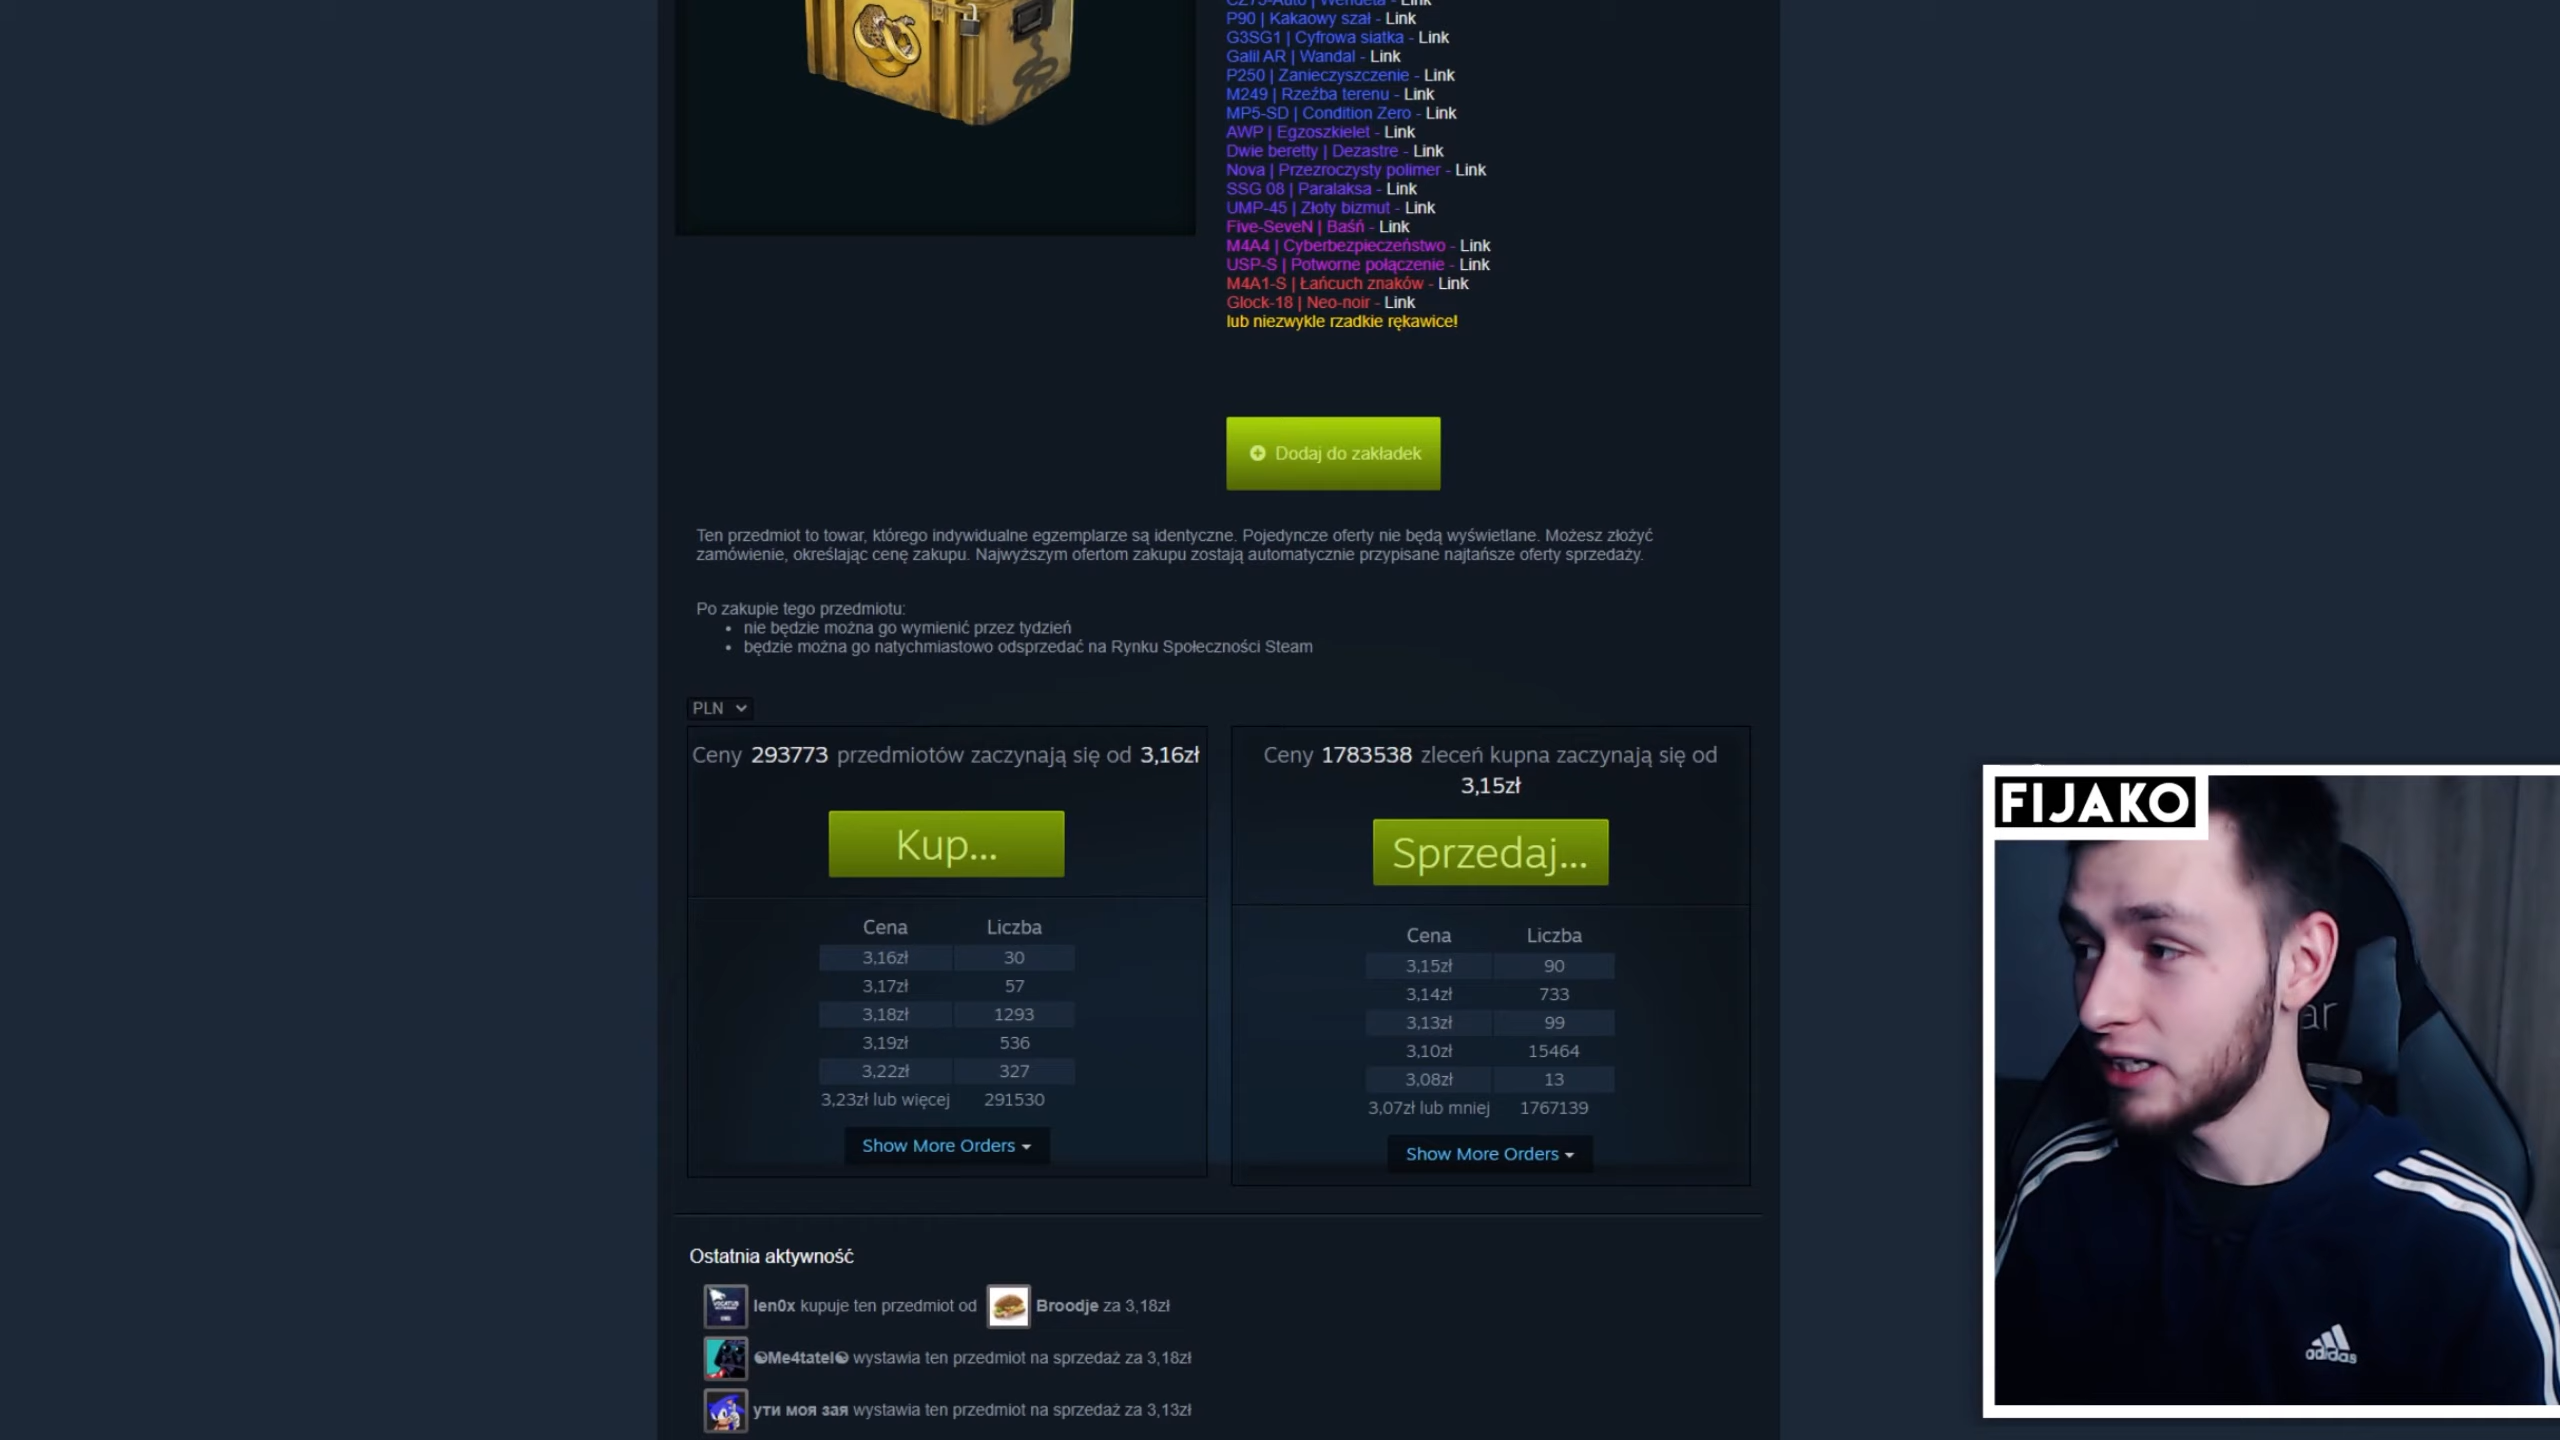 CZ75-Auto | Wendeta - Link
P90 | Kakaowy szał - Link
G3SG1 | Cyfrowa siatka - Link
Galil AR | Wandal - Link
P250 | Zanieczyszczenie - Link
M249 | Rzeźba terenu - Link
MP5-SD | Condition Zero - Link
AWP | Egzoszkielet - Link
Dwie beretty | Dezastre - Link
Nova | Przezroczysty polimer - Link
SSG 08 | Paralaksa - Link
UMP-45 | Złoty bizmut - Link
Five-SeveN | Baśń - Link
M4A4 | Cyberbezpieczeństwo - Link
USP-S | Potworne połączenie - Link
M4A1-S | Łańcuch znaków - Link
Glock-18 | Neo-noir - Link
lub niezwykle rzadkie rękawice!
Dodaj do zakładek
Ten przedmiot to towar, którego indywidualne egzemplarze są identyczne. Pojedyncze oferty nie będą wyświetlane. Możesz złożyć
zamówienie, określając cenę zakupu. Najwyższym ofertom zakupu zostają automatycznie przypisane najtańsze oferty sprzedaży.
Po zakupie tego przedmiotu:
• nie będzie można go wymienić przez tydzień
• będzie można go natychmiastowo odsprzedać na Rynku Społeczności Steam
PLN
Ceny 293773 przedmiotów zaczynają się od 3,16zł
Kup...
Cena Liczba
3,16zł 30
3,17zł 57
3,18zł 1293
3,19zł 536
3,22zł 327
3,23zł lub więcej 291530
Show More Orders
Ceny 1783538 zleceń kupna zaczynają się od
3,15zł
Sprzedaj...
Cena Liczba
3,15zł 90
3,14zł 733
3,13zł 99
3,10zł 15464
3,08zł 13
3,07zł lub mniej 1767139
Show More Orders
Ostatnia aktywność
len0x kupuje ten przedmiot od Broodje za 3,18zł
☯Me4tatel☯ wystawia ten przedmiot na sprzedaż za 3,18zł
ути моя зая wystawia ten przedmiot na sprzedaż za 3,13zł
FIJAKO
ar
adidas